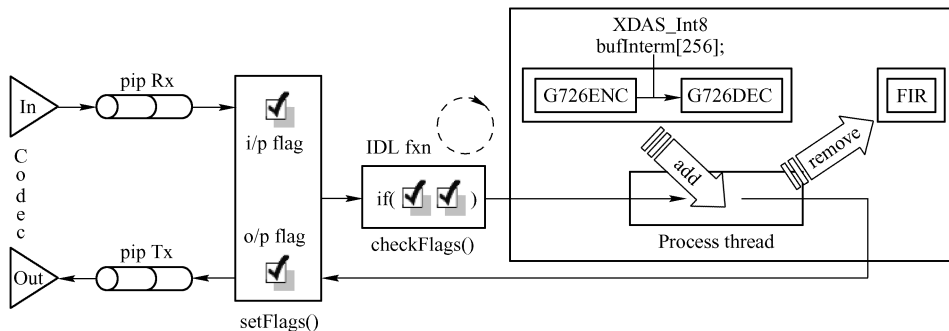 XDAS_Int8
bufInterm[256];
pip Rx
In
G726ENC
G726DEC
FIR
i/p flag
IDL fxn
add
remove
Codec
if( )
o/p flag
checkFlags()
Process thread
pip Tx
Out
setFlags()